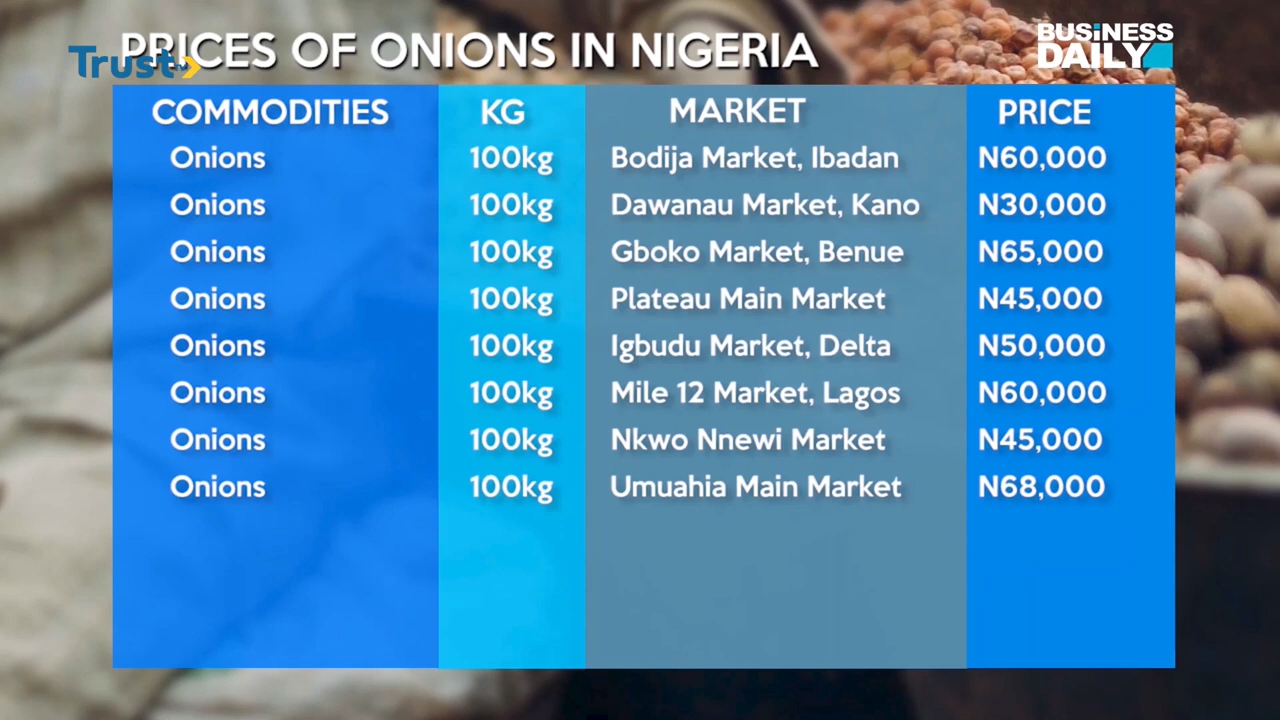 PRICES OF ONIONS IN NIGERIA
Trust
BUSINESS
DAILY
COMMODITIES KG MARKET PRICE
Onions 100kg Bodija Market, Ibadan N60,000
Onions 100kg Dawanau Market, Kano N30,000
Onions 100kg Gboko Market, Benue N65,000
Onions 100kg Plateau Main Market N45,000
Onions 100kg Igbudu Market, Delta N50,000
Onions 100kg Mile 12 Market, Lagos N60,000
Onions 100kg Nkwo Nnewi Market N45,000
Onions 100kg Umuahia Main Market N68,000